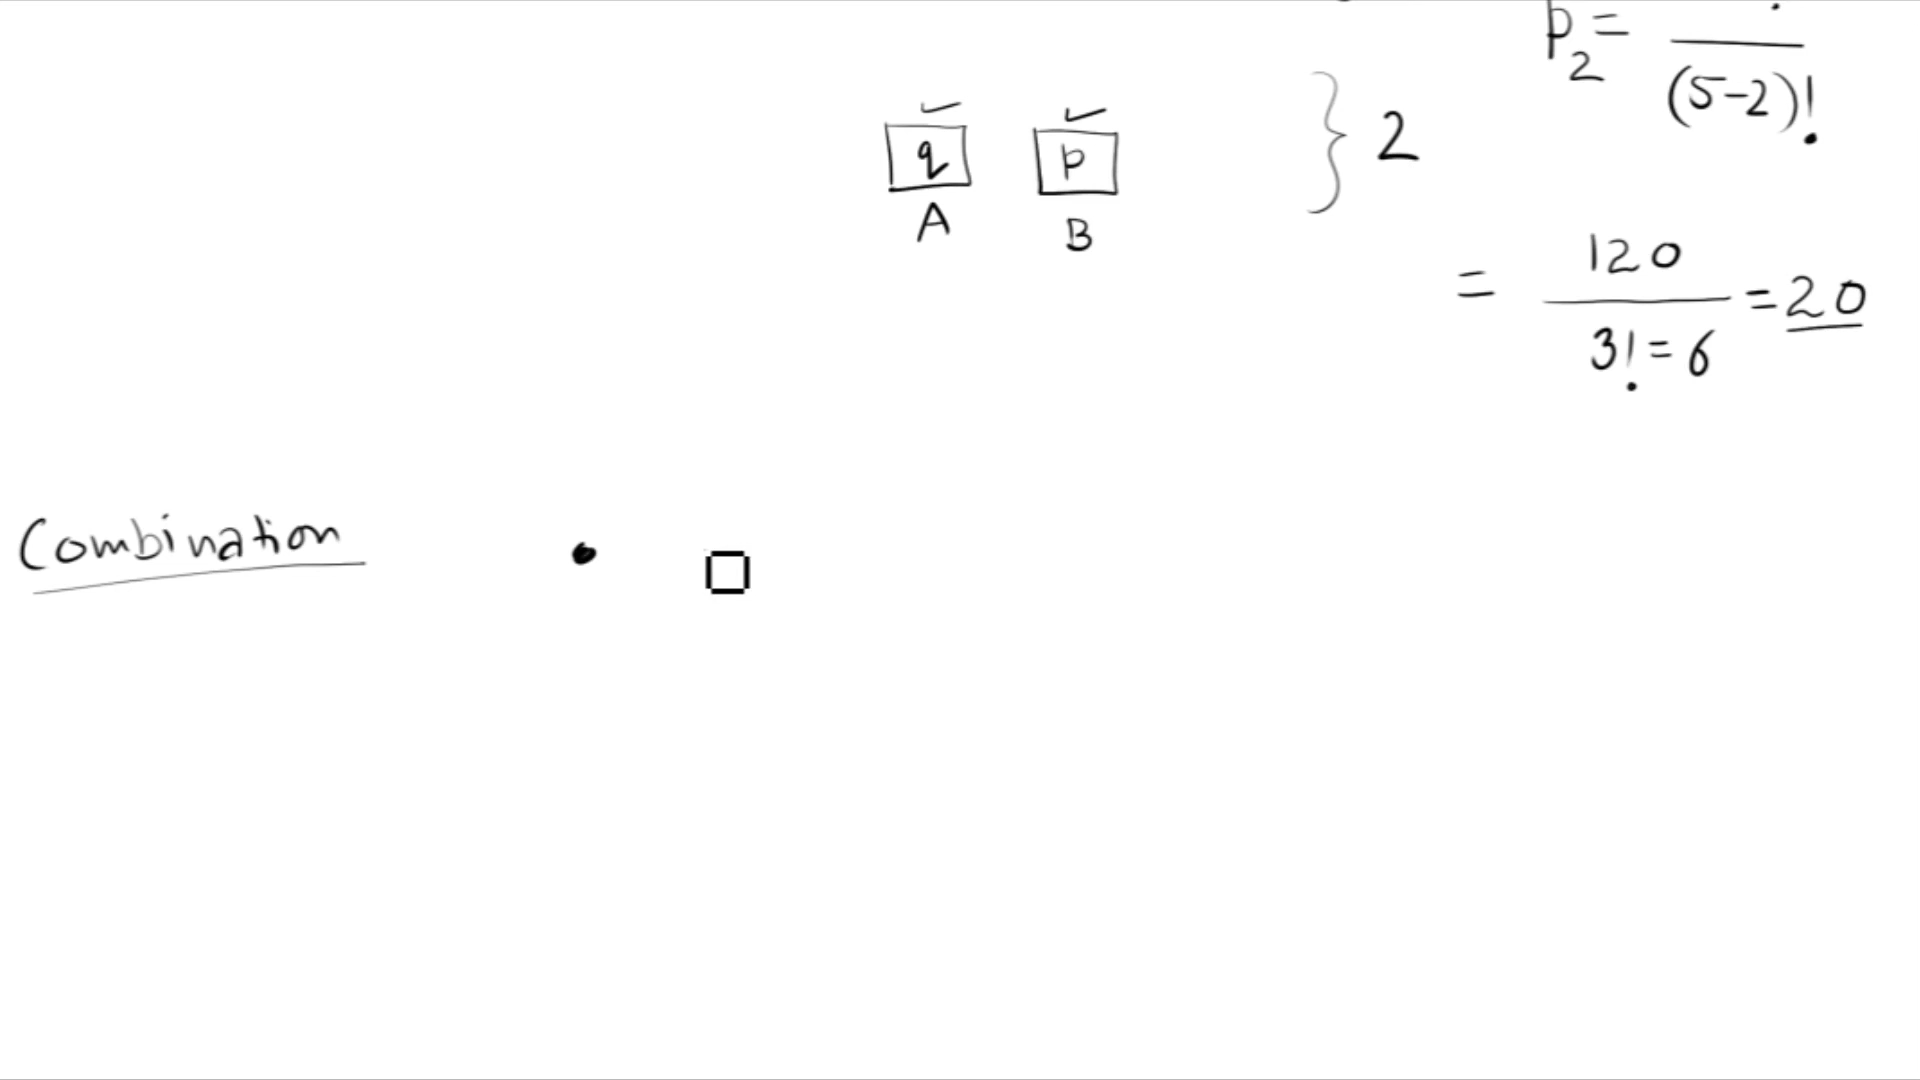 P₂ =
(5-2)!
q p } 2
A B
= 120 / 3! = 6 = 20
Combination